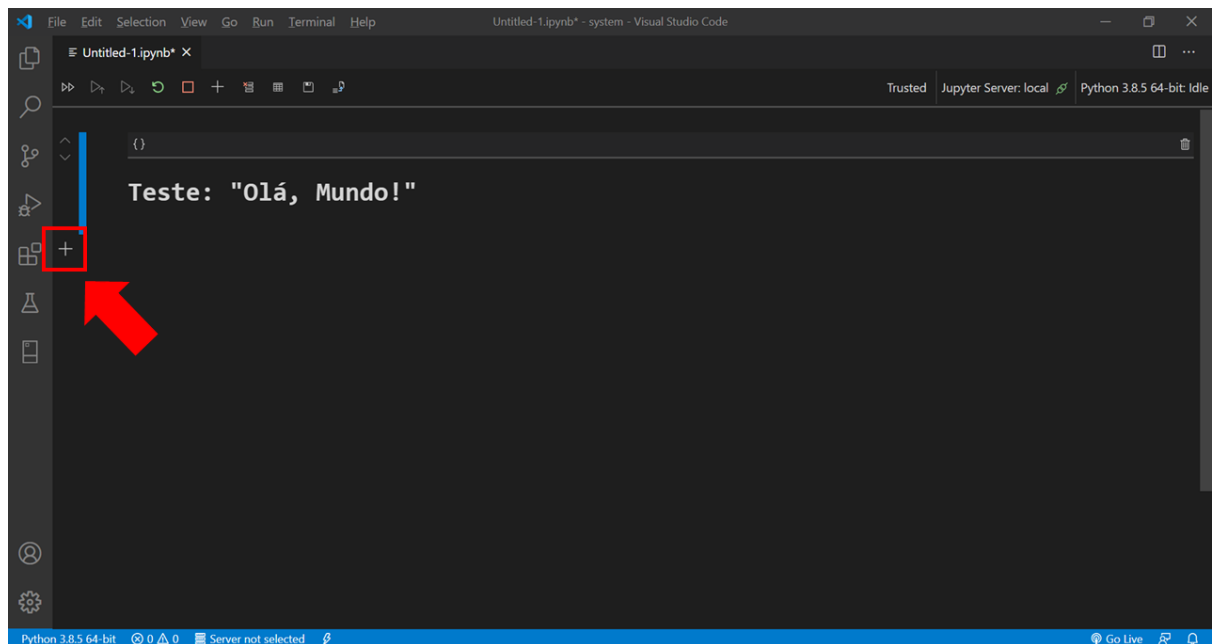 File Edit Selection View Go Run Terminal Help Untitled-1.ipynb* - system - Visual Studio Code
Untitled-1.ipynb*
Trusted Jupyter Server: local Python 3.8.5 64-bit: Idle
{}
Teste: "Olá, Mundo!"
Python 3.8.5 64-bit 0 0 Server not selected Go Live